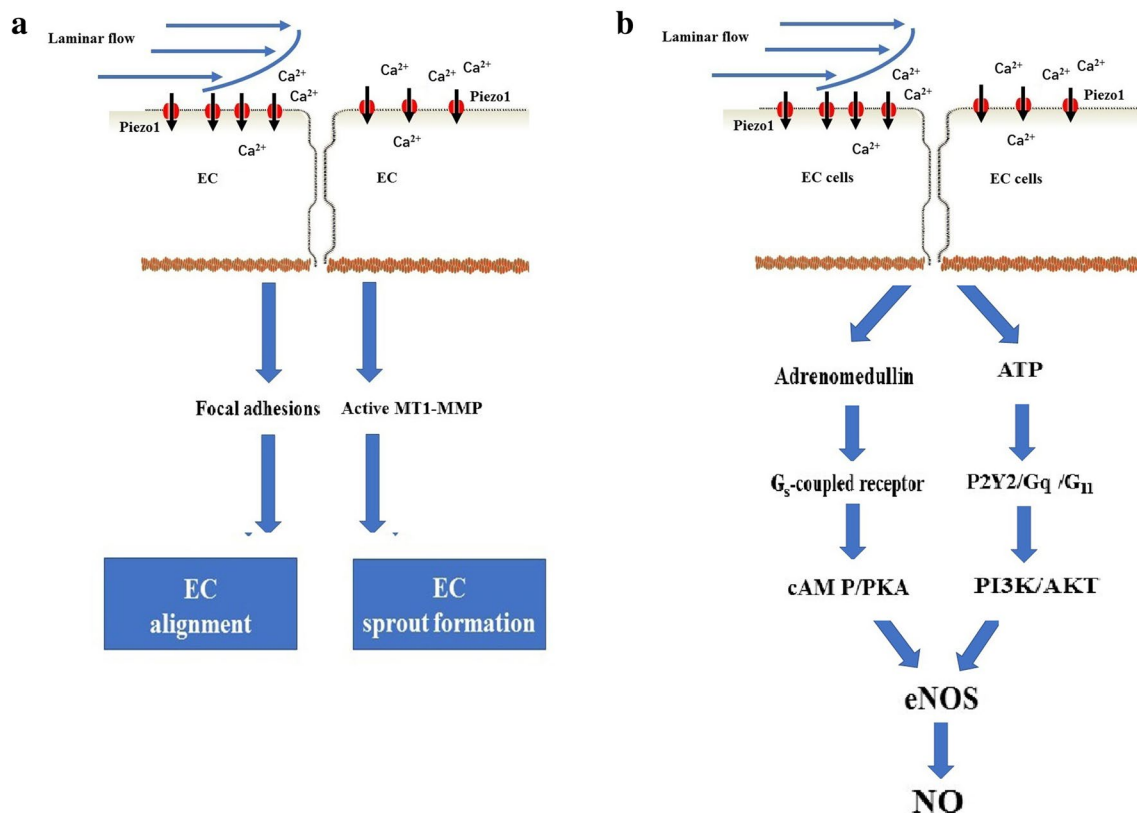 a
Laminar flow
Ca²⁺
Ca²⁺
Ca²⁺
Ca²⁺
Ca²⁺
Piezo1
Piezo1
Ca²⁺
Ca²⁺
EC
EC
Focal adhesions
Active MT1-MMP
EC
alignment
EC
sprout formation
b
Laminar flow
Ca²⁺
Ca²⁺
Ca²⁺
Ca²⁺
Ca²⁺
Piezo1
Piezo1
Ca²⁺
Ca²⁺
EC cells
EC cells
Adrenomedullin
ATP
Gs-coupled receptor
P2Y2/Gq /G11
cAM P/PKA
PI3K/AKT
eNOS
NO